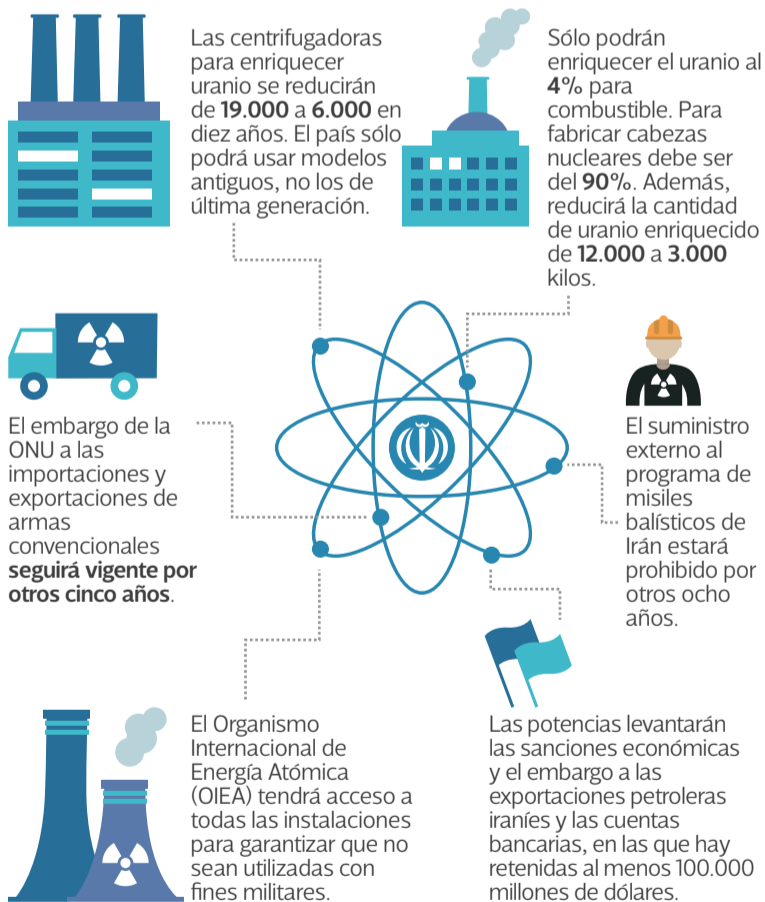 Las centrifugadoras
para enriquecer
uranio se reducirán
de 19.000 a 6.000 en
diez años. El país sólo
podrá usar modelos
antiguos, no los de
última generación.
Sólo podrán
enriquecer el uranio al
4% para
combustible. Para
fabricar cabezas
nucleares debe ser
del 90%. Además,
reducirá la cantidad
de uranio enriquecido
de 12.000 a 3.000
kilos.
El embargo de la
ONU a las
importaciones y
exportaciones de
armas
convencionales
seguirá vigente por
otros cinco años.
El suministro
externo al
programa de
misiles
balísticos de
Irán estará
prohibido por
otros ocho
años.
El Organismo
Internacional de
Energía Atómica
(OIEA) tendrá acceso a
todas las instalaciones
para garantizar que no
sean utilizadas con
fines militares.
Las potencias levantarán
las sanciones económicas
y el embargo a las
exportaciones petroleras
iraníes y las cuentas
bancarias, en las que hay
retenidas al menos 100.000
millones de dólares.